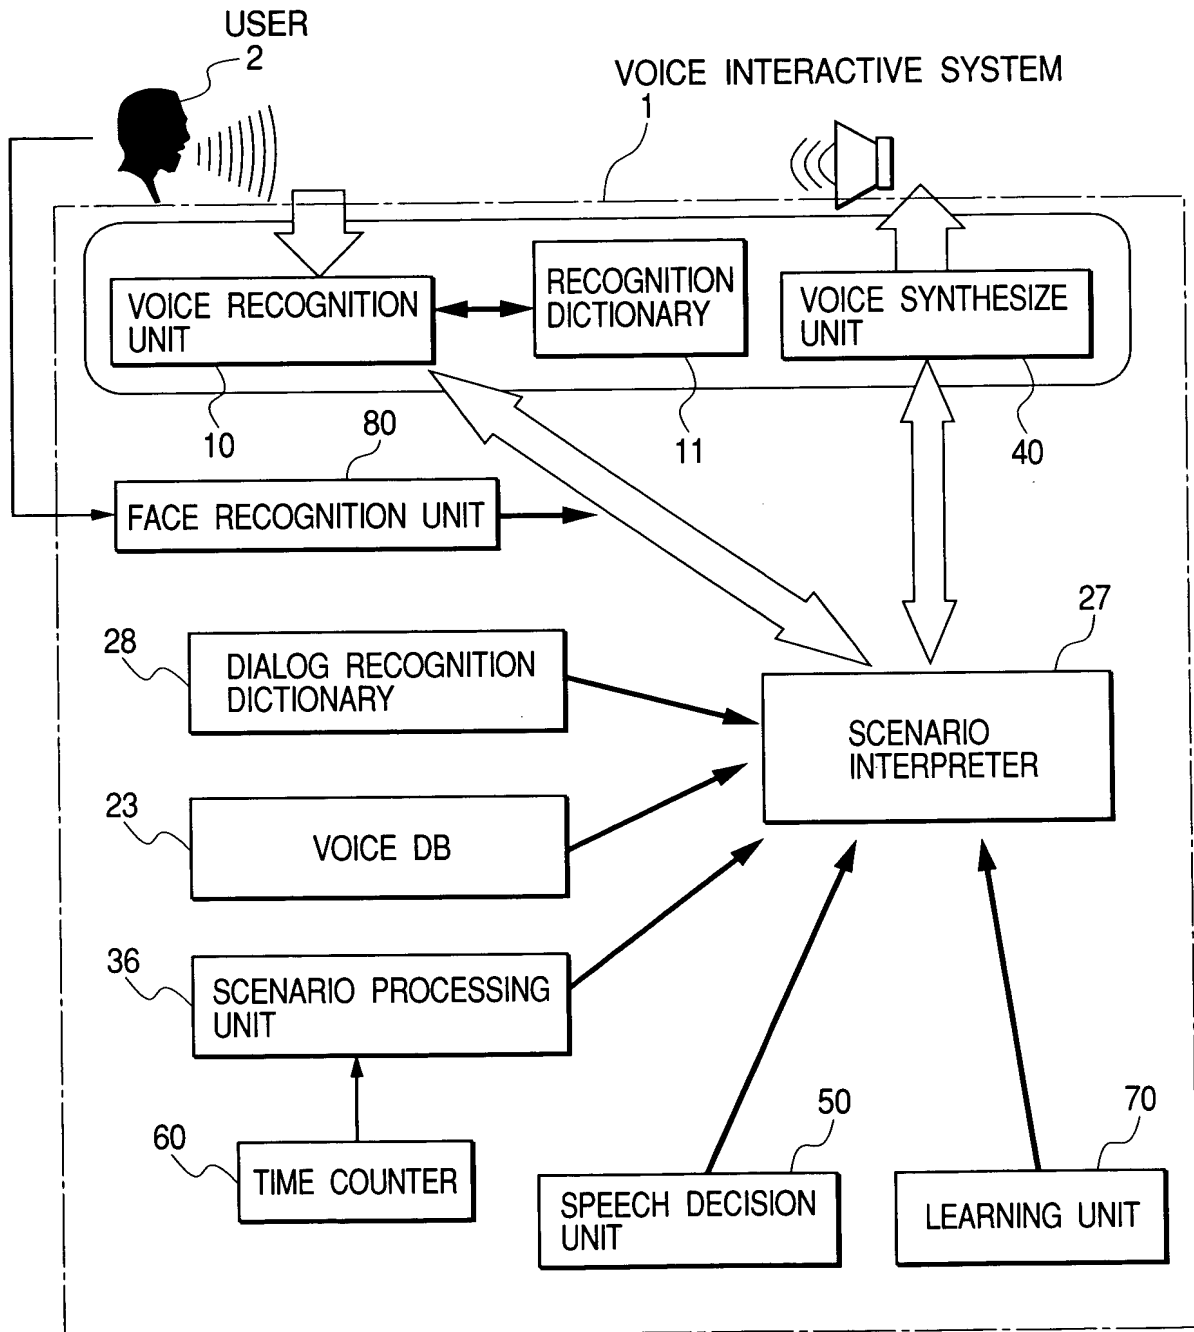 USER
2
VOICE INTERACTIVE SYSTEM
1
VOICE RECOGNITION
UNIT
RECOGNITION
DICTIONARY
VOICE SYNTHESIZE
UNIT
10
11
40
80
FACE RECOGNITION UNIT
27
28
DIALOG RECOGNITION
DICTIONARY
SCENARIO
INTERPRETER
23
VOICE DB
36
SCENARIO PROCESSING
UNIT
60
TIME COUNTER
50
SPEECH DECISION
UNIT
70
LEARNING UNIT